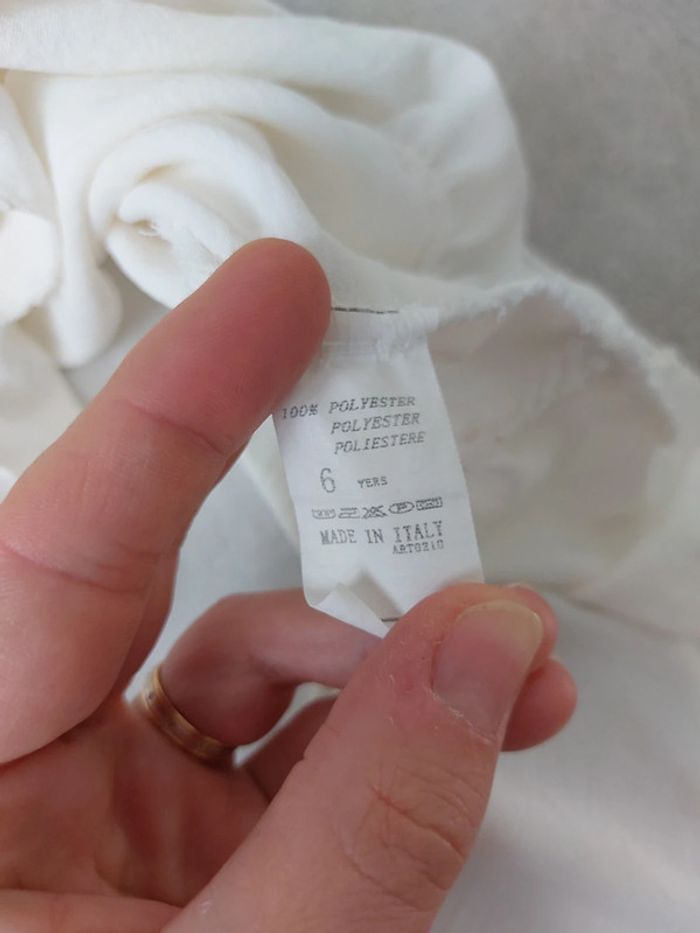 100% POLYESTER
POLYESTER
POLIESTERE
6 YERS
MADE IN ITALY
ART0210